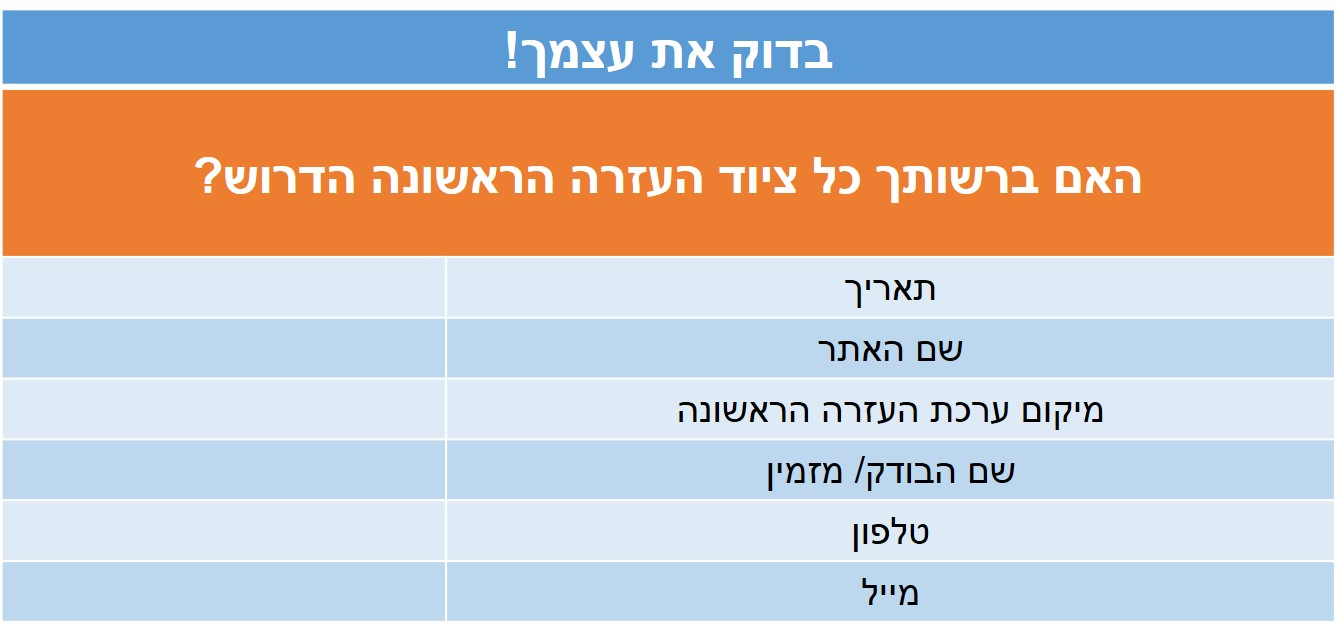 בדוק את עצמך!
האם ברשותך כל ציוד העזרה הראשונה הדרוש?
תאריך
שם האתר
מיקום ערכת העזרה הראשונה
שם הבודק/ מזמין
טלפון
מייל